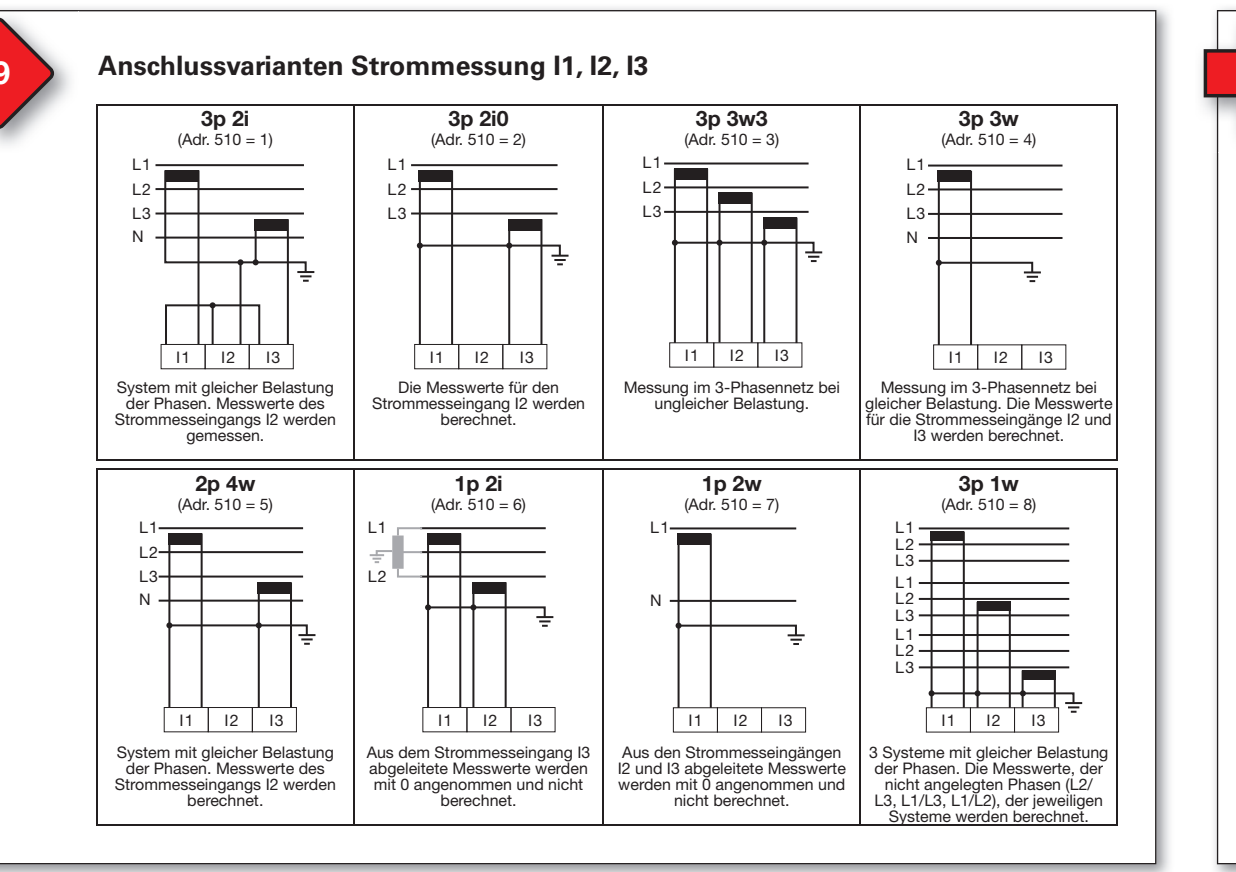 9
Anschlussvarianten Strommessung I1, I2, I3
3p 2i
(Adr. 510 = 1)
L1
L2
L3
N
I1 I2 I3
System mit gleicher Belastung
der Phasen. Messwerte des
Strommesseingangs I2 werden
gemessen.
3p 2i0
(Adr. 510 = 2)
L1
L2
L3
I1 I2 I3
Die Messwerte für den
Strommesseingang I2 werden
berechnet.
3p 3w3
(Adr. 510 = 3)
L1
L2
L3
I1 I2 I3
Messung im 3-Phasennetz bei
ungleicher Belastung.
3p 3w
(Adr. 510 = 4)
L1
L2
L3
N
I1 I2 I3
Messung im 3-Phasennetz bei
gleicher Belastung. Die Messwerte
für die Strommesseingänge I2 und
I3 werden berechnet.
2p 4w
(Adr. 510 = 5)
L1
L2
L3
N
I1 I2 I3
System mit gleicher Belastung
der Phasen. Messwerte des
Strommesseingangs I2 werden
berechnet.
1p 2i
(Adr. 510 = 6)
L1
L2
I1 I2 I3
Aus dem Strommesseingang I3
abgeleitete Messwerte werden
mit 0 angenommen und nicht
berechnet.
1p 2w
(Adr. 510 = 7)
L1
N
I1 I2 I3
Aus den Strommesseingängen
I2 und I3 abgeleitete Messwerte
werden mit 0 angenommen und
nicht berechnet.
3p 1w
(Adr. 510 = 8)
L1
L2
L3
L1
L2
L3
L1
L2
L3
I1 I2 I3
3 Systeme mit gleicher Belastung
der Phasen. Die Messwerte, der
nicht angelegten Phasen (L2/
L3, L1/L3, L1/L2), der jeweiligen
Systeme werden berechnet.